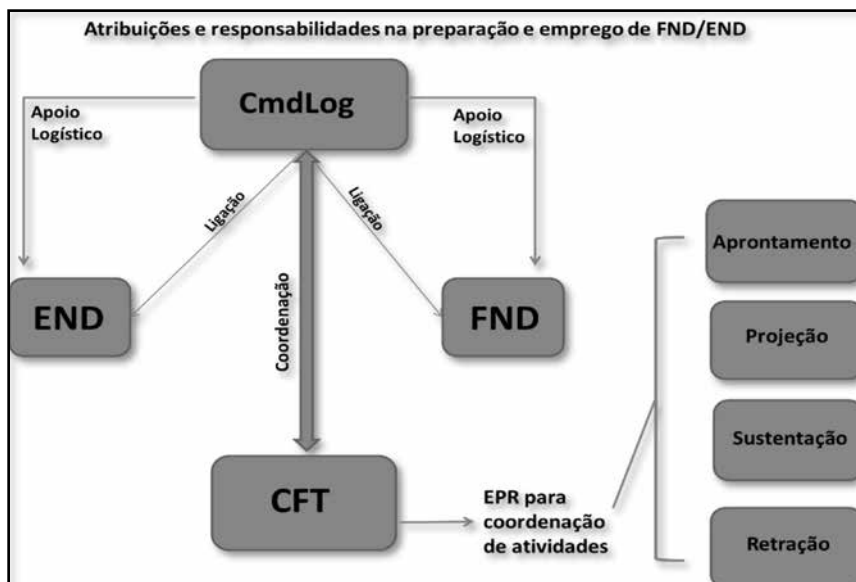 Atribuições e responsabilidades na preparação e emprego de FND/END
CmdLog
Apoio
Logístico
Apoio
Logístico
Ligação
Ligação
Coordenação
END
FND
CFT
EPR para
coordenação
de atividades
Aprontamento
Projeção
Sustentação
Retração